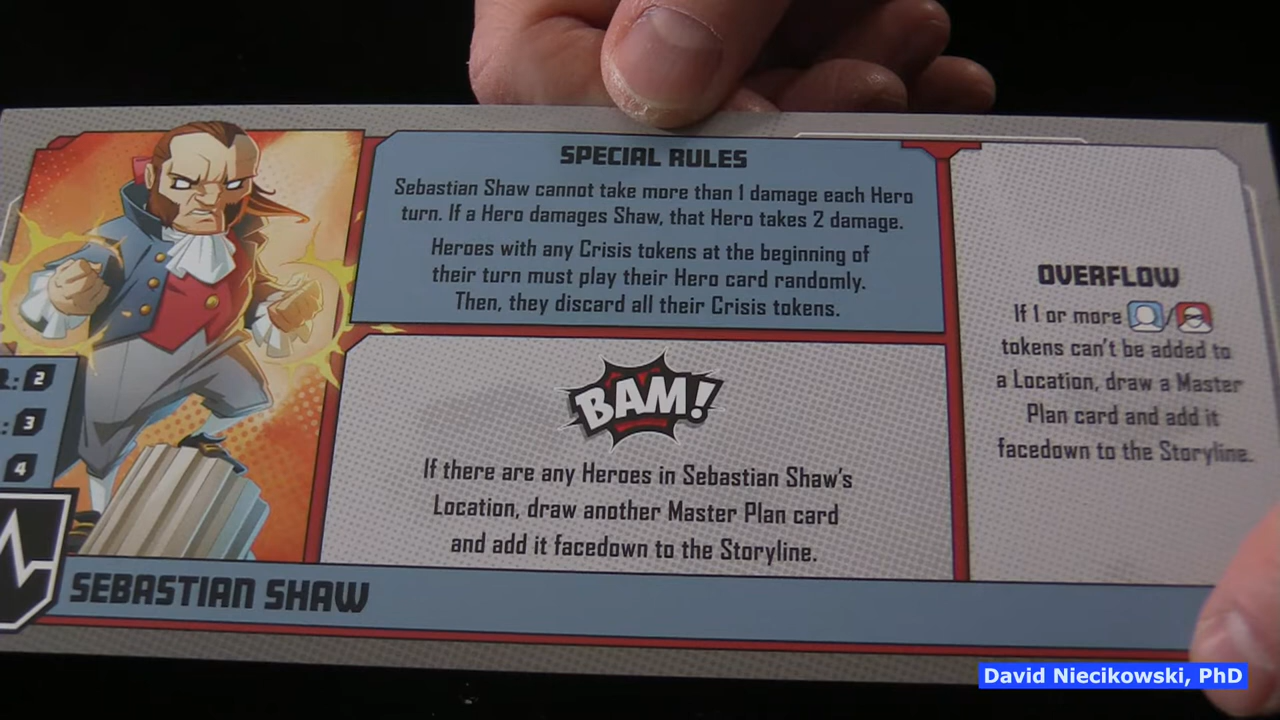 SPECIAL RULES
Sebastian Shaw cannot take more than 1 damage each Hero
turn. If a Hero damages Shaw, that Hero takes 2 damage.
Heroes with any Crisis tokens at the beginning of
their turn must play their Hero card randomly.
Then, they discard all their Crisis tokens.
BAM!
If there are any Heroes in Sebastian Shaw's
Location, draw another Master Plan card
and add it facedown to the Storyline.
OVERFLOW
If 1 or more /
tokens can't be added to
a Location, draw a Master
Plan card and add it
facedown to the Storyline.
: 2
: 3
4
SEBASTIAN SHAW
David Niecikowski, PhD